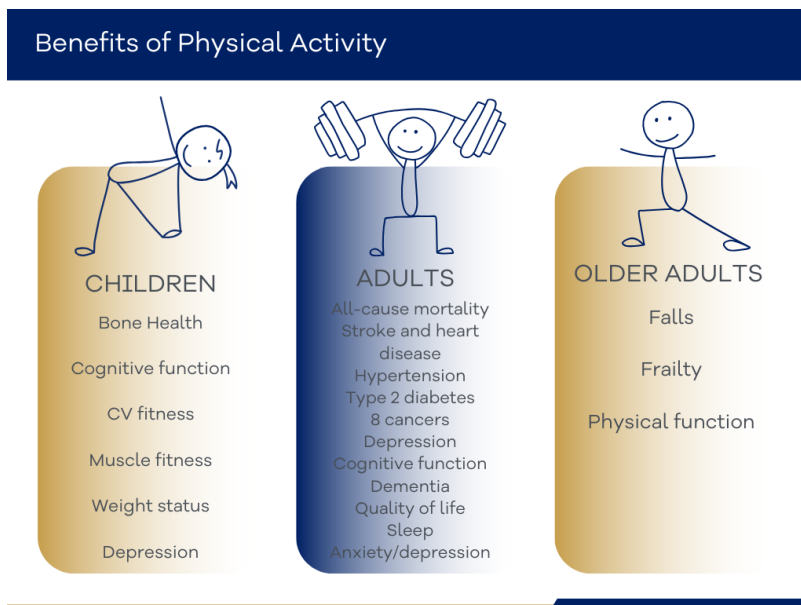 Benefits of Physical Activity
CHILDREN
Bone Health
Cognitive function
CV fitness
Muscle fitness
Weight status
Depression
ADULTS
All-cause mortality
Stroke and heart
disease
Hypertension
Type 2 diabetes
8 cancers
Depression
Cognitive function
Dementia
Quality of life
Sleep
Anxiety/depression
OLDER ADULTS
Falls
Frailty
Physical function